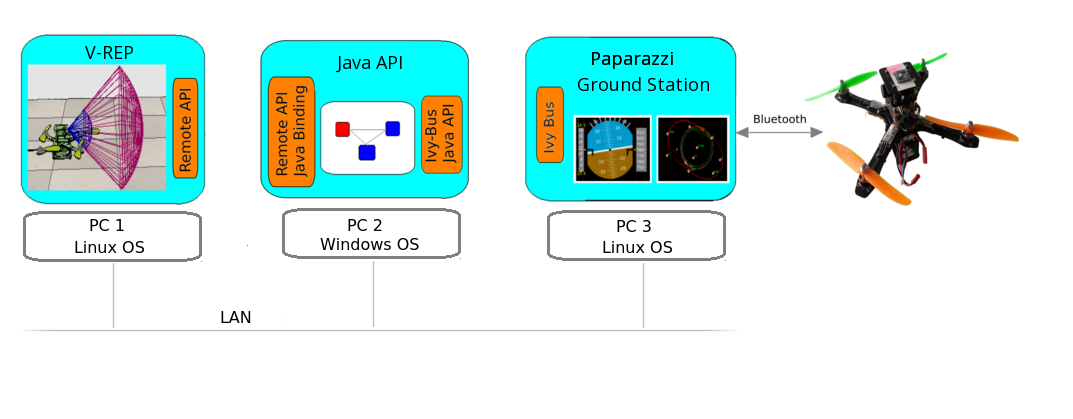 V-REP
Remote API
PC 1
Linux OS
Java API
Remote API
Java Binding
Ivy-Bus
Java API
PC 2
Windows OS
Paparazzi
Ground Station
Ivy Bus
PC 3
Linux OS
Bluetooth
LAN